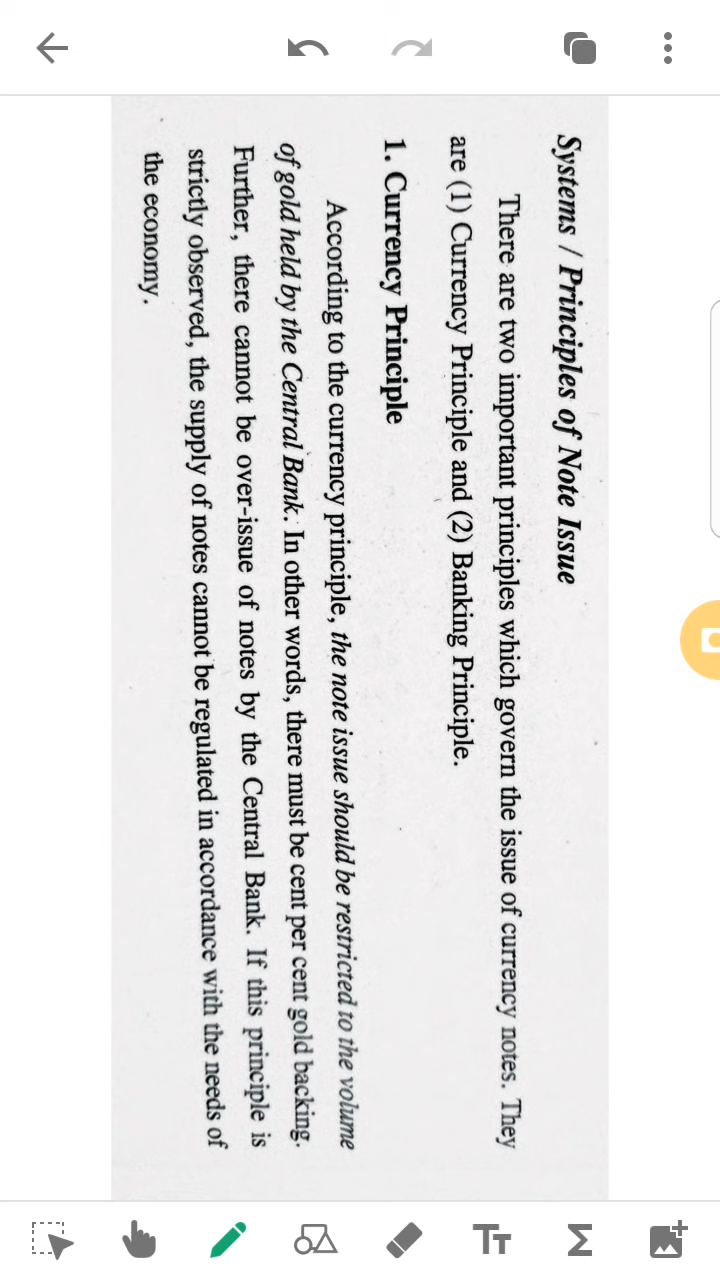 Systems / Principles of Note Issue
There are two important principles which govern the issue of currency notes. They
are (1) Currency Principle and (2) Banking Principle.
1. Currency Principle
According to the currency principle, the note issue should be restricted to the volume
of gold held by the Central Bank. In other words, there must be cent per cent gold backing.
Further, there cannot be over-issue of notes by the Central Bank. If this principle is
strictly observed, the supply of notes cannot be regulated in accordance with the needs of
the economy.